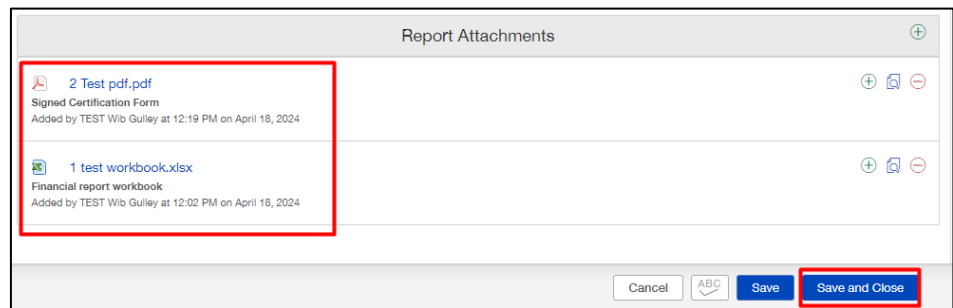 Report Attachments
2 Test pdf.pdf
Signed Certification Form
Added by TEST Wib Gulley at 12:19 PM on April 18, 2024
1 test workbook.xlsx
Financial report workbook
Added by TEST Wib Gulley at 12:02 PM on April 18, 2024
Cancel ABC Save Save and Close